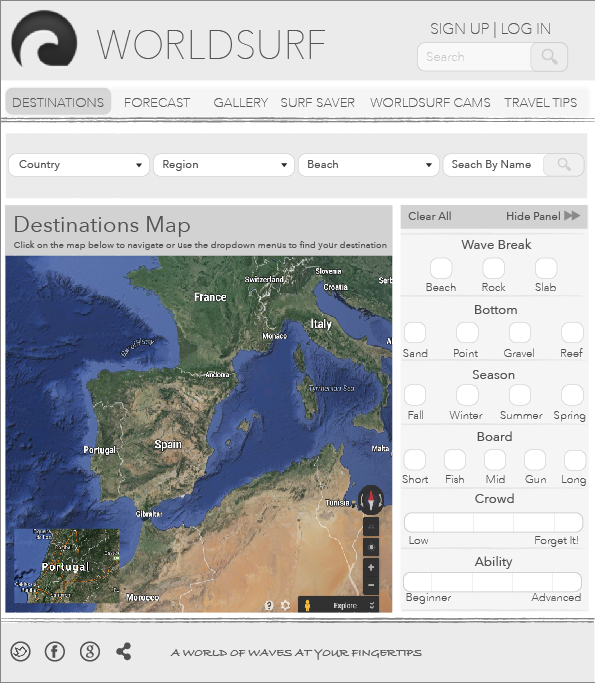 WORLDSURF
SIGN UP | LOG IN
Search
DESTINATIONS FORECAST GALLERY SURF SAVER WORLDSURF CAMS TRAVEL TIPS
Country Region Beach Seach By Name
Destinations Map
Click on the map below to navigate or use the dropdown menus to find your destination
Clear All Hide Panel
Wave Break
Beach Rock Slab
Bottom
Sand Point Gravel Reef
Season
Fall Winter Summer Spring
Board
Short Fish Mid Gun Long
Crowd
Low Forget It!
Ability
Beginner Advanced
Slovenia
Switzerland
Croatia
Serb
France
Italy
Monaco
Andorra
Tyrrhenian Sea
Portugal
Spain
Malta
Gibraltar
Tunisia
Portugal
Morocco
Explore
A WORLD OF WAVES AT YOUR FINGERTIPS